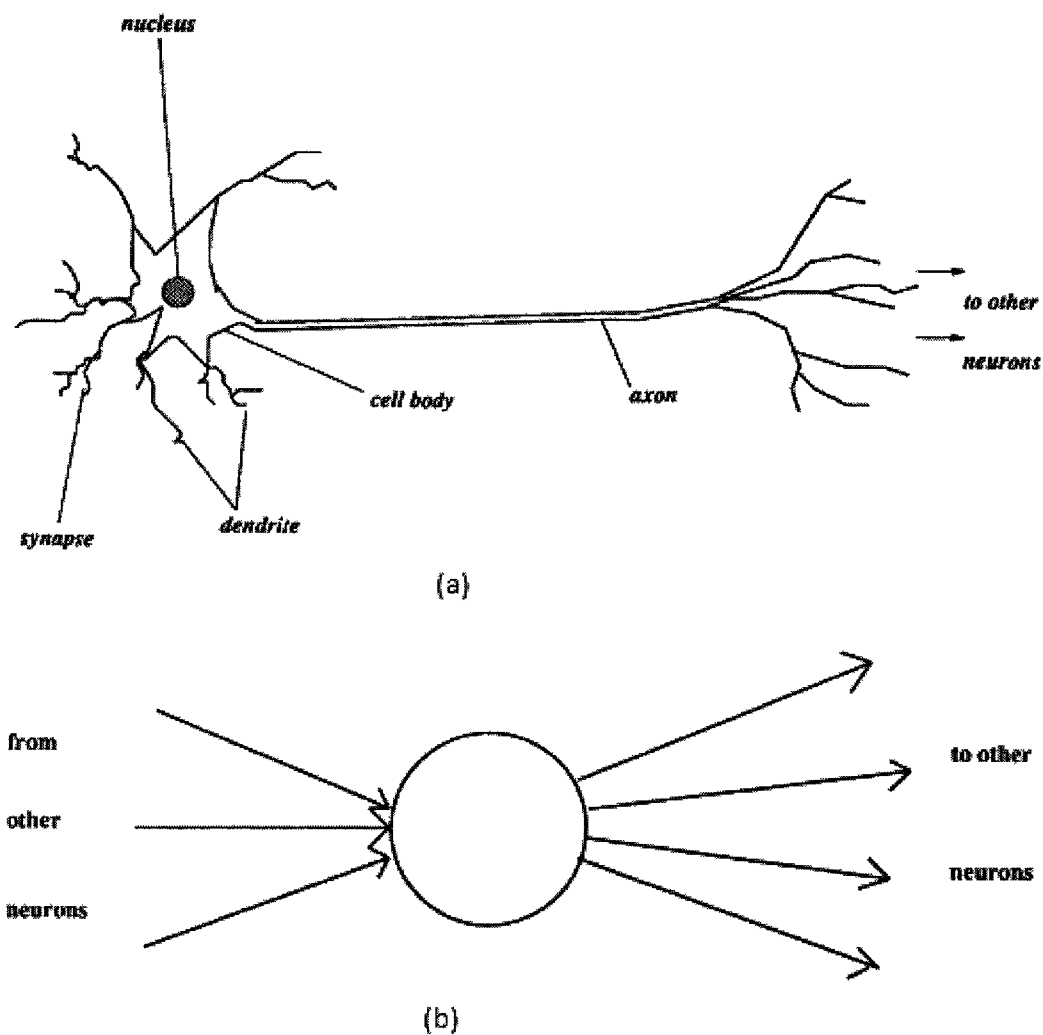 nucleus
to other
neurons
cell body
axon
dendrite
synapse
(a)
from
other
neurons
to other
neurons
(b)